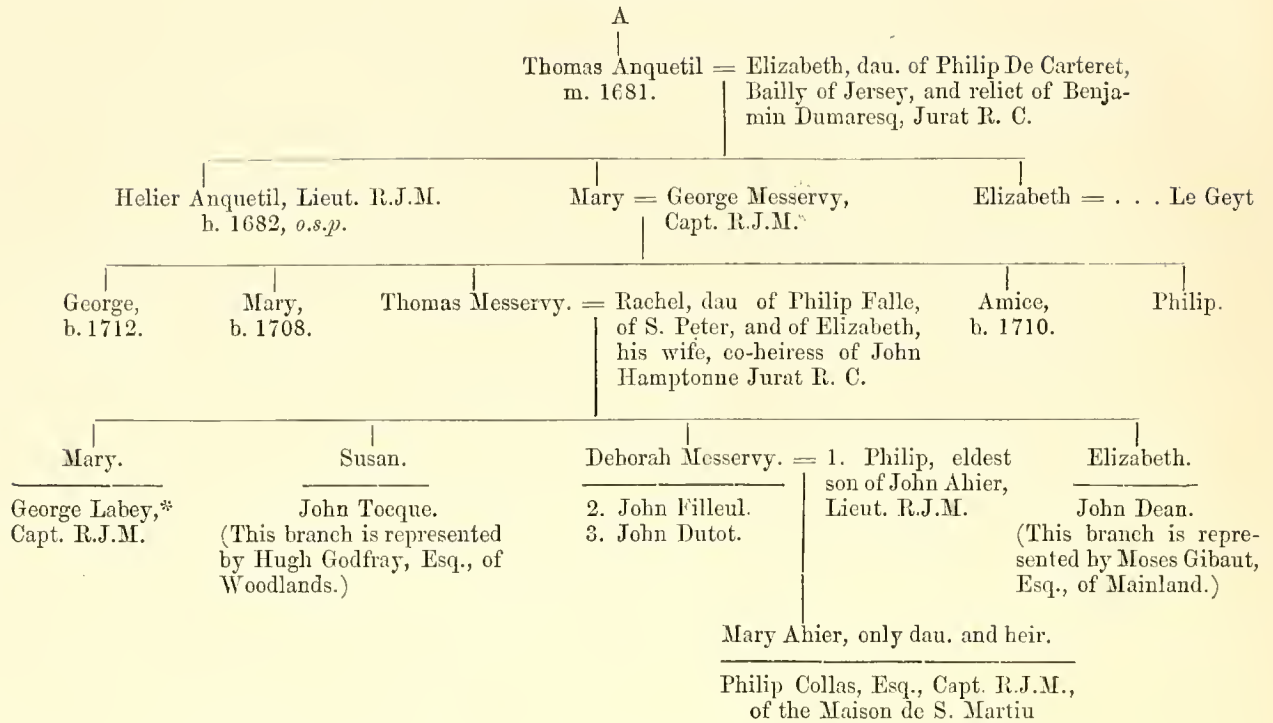 A
Thomas Anquetil = Elizabeth, dau. of Philip De Carteret,
m. 1681. Bailly of Jersey, and relict of Benja-
min Dumaresq, Jurat R. C.
Helier Anquetil, Lieut. R.J.M. Mary = George Messervy, Elizabeth = . . . Le Geyt
b. 1682, o.s.p. Capt. R.J.M.
George, Mary, Thomas Messervy. = Rachel, dau of Philip Falle, Amice, Philip.
b. 1712. b. 1708. of S. Peter, and of Elizabeth, b. 1710.
his wife, co-heiress of John
Hamptonne Jurat R. C.
Mary. Susan. Deborah Messervy. = 1. Philip, eldest Elizabeth.
son of John Ahier,
Lieut. R.J.M.
George Labey,* John Tocque. 2. John Filleul. John Dean.
Capt. R.J.M. (This branch is represented 3. John Dutot. (This branch is repre-
by Hugh Godfray, Esq., of sented by Moses Gibaut,
Woodlands.) Esq., of Mainland.)
Mary Ahier, only dau. and heir.
Philip Collas, Esq., Capt. R.J.M.,
of the Maison de S. Martin